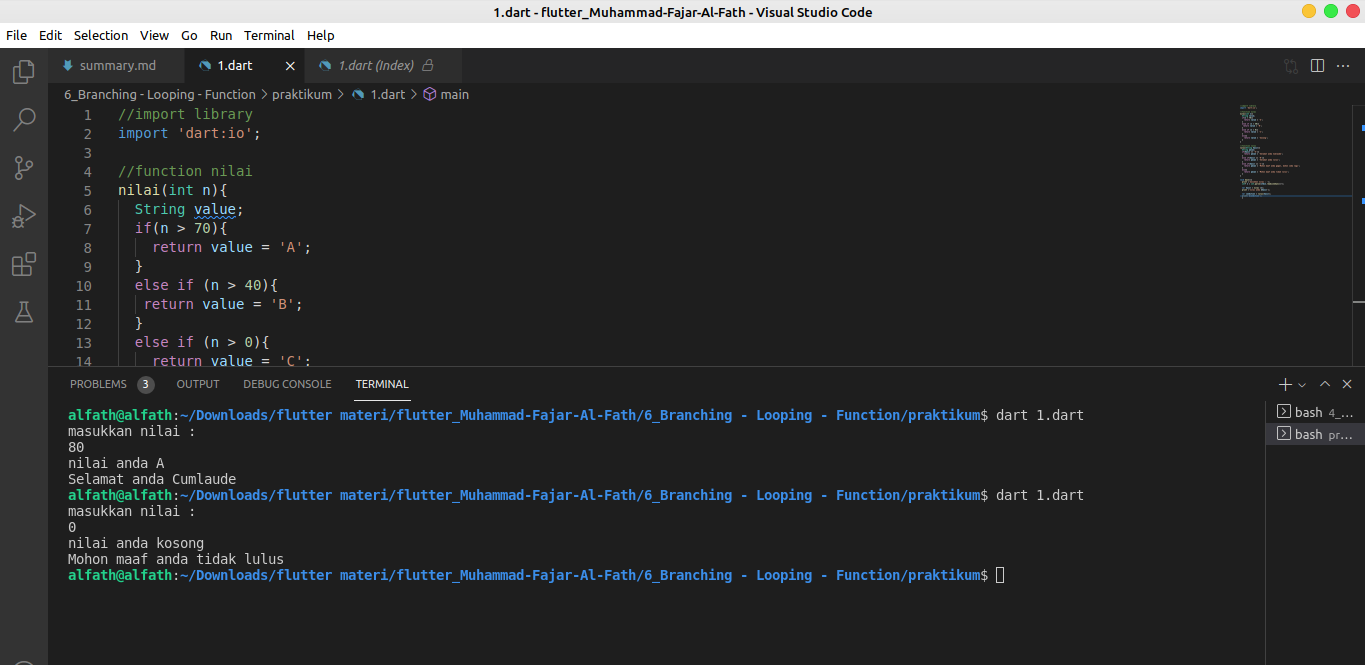 1.dart - flutter_Muhammad-Fajar-Al-Fath - Visual Studio Code
File Edit Selection View Go Run Terminal Help
summary.md 1.dart 1.dart (Index)
6_Branching - Looping - Function > praktikum > 1.dart > main
1 //import library
2 import 'dart:io';
3
4 //function nilai
5 nilai(int n){
6 String value;
7 if(n > 70){
8 return value = 'A';
9 }
10 else if (n > 40){
11 return value = 'B';
12 }
13 else if (n > 0){
14 return value = 'C';
PROBLEMS 3 OUTPUT DEBUG CONSOLE TERMINAL
alfath@alfath:~/Downloads/flutter materi/flutter_Muhammad-Fajar-Al-Fath/6_Branching - Looping - Function/praktikum$ dart 1.dart
masukkan nilai :
80
nilai anda A
Selamat anda Cumlaude
alfath@alfath:~/Downloads/flutter materi/flutter_Muhammad-Fajar-Al-Fath/6_Branching - Looping - Function/praktikum$ dart 1.dart
masukkan nilai :
0
nilai anda kosong
Mohon maaf anda tidak lulus
alfath@alfath:~/Downloads/flutter materi/flutter_Muhammad-Fajar-Al-Fath/6_Branching - Looping - Function/praktikum$
bash 4_...
bash pr...